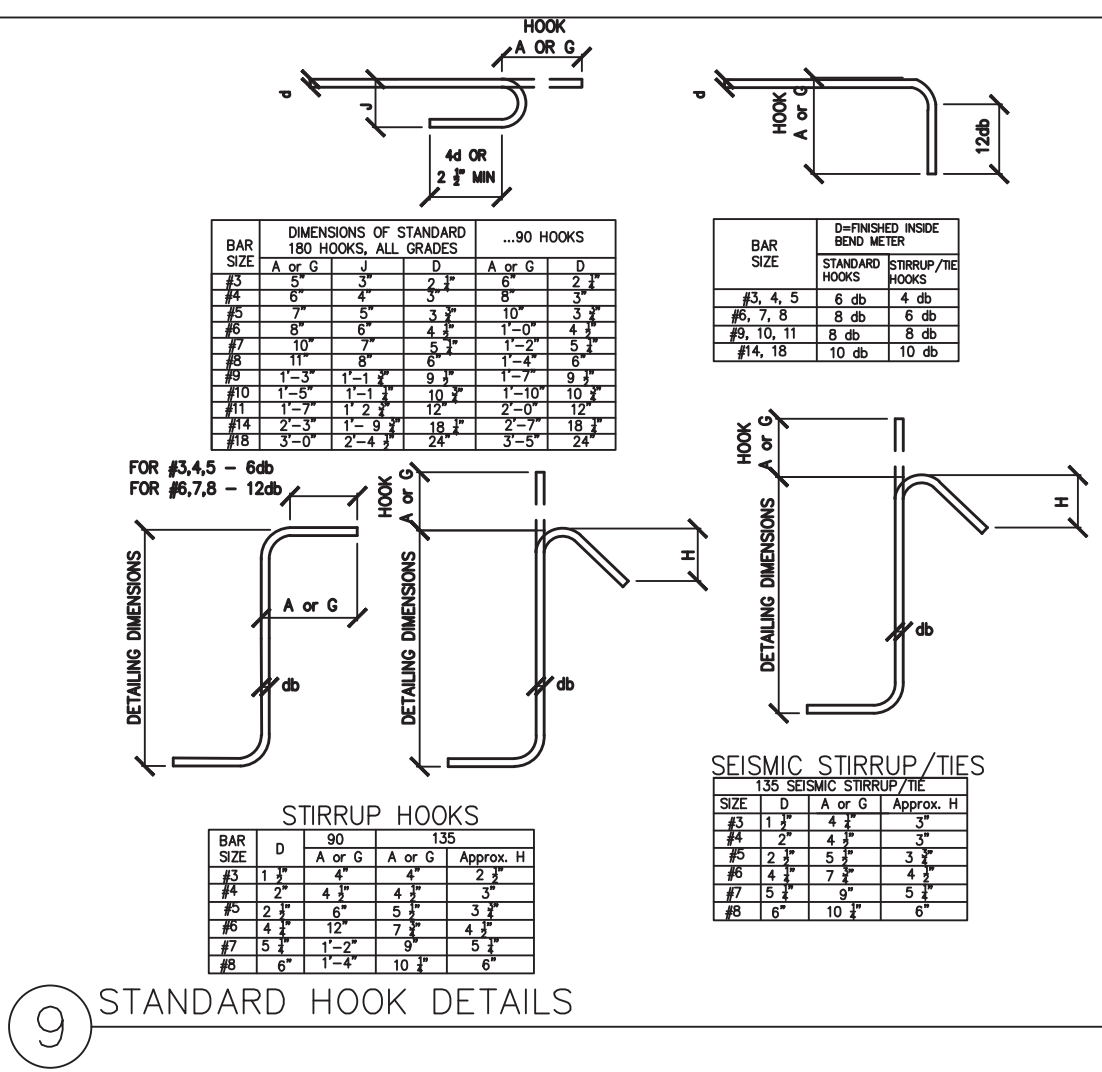 HOOK
A OR G
d
J
4d OR
2 ½" MIN
d
HOOK
A or G
12db
BAR SIZE DIMENSIONS OF STANDARD 180 HOOKS, ALL GRADES ...90 HOOKS
A or G J D A or G D
#3 5" 3" 2 ¼" 6" 2 ¼"
#4 6" 4" 3" 8" 3"
#5 7" 5" 3 ¾" 10" 3 ¾"
#6 8" 6" 4 ½" 1'-0" 4 ½"
#7 10" 7" 5 ¼" 1'-2" 5 ¼"
#8 11" 8" 6" 1'-4" 6"
#9 1'-3" 1'-1 ¾" 9 ½" 1'-7" 9 ½"
#10 1'-5" 1'-1 ¼" 10 ¾" 1'-10" 10 ¾"
#11 1'-7" 1' 2 ¾" 12" 2'-0" 12"
#14 2'-3" 1'- 9 ¾" 18 ¼" 2'-7" 18 ¼"
#18 3'-0" 2'-4 ½" 24" 3'-5" 24"
BAR SIZE D=FINISHED INSIDE BEND METER
STANDARD HOOKS STIRRUP/TIE HOOKS
#3, 4, 5 6 db 4 db
#6, 7, 8 8 db 6 db
#9, 10, 11 8 db 8 db
#14, 18 10 db 10 db
FOR #3,4,5 - 6db
FOR #6,7,8 - 12db
DETAILING DIMENSIONS
A or G
db
HOOK
A or G
DETAILING DIMENSIONS
H
db
HOOK
A or G
DETAILING DIMENSIONS
H
db
STIRRUP HOOKS
BAR SIZE D 90 135
A or G A or G Approx. H
#3 1 ½" 4" 4" 2 ½"
#4 2" 4 ½" 4 ½" 3"
#5 2 ½" 6" 5 ½" 3 ¾"
#6 4 ¼" 12" 7 ¾" 4 ½"
#7 5 ¼" 1'-2" 9" 5 ¼"
#8 6" 1'-4" 10 ¼" 6"
SEISMIC STIRRUP/TIES
135 SEISMIC STIRRUP/TIE
SIZE D A or G Approx. H
#3 1 ½" 4 ¼" 3"
#4 2" 4 ½" 3"
#5 2 ½" 5 ½" 3 ¾"
#6 4 ¼" 7 ¾" 4 ½"
#7 5 ¼" 9" 5 ¼"
#8 6" 10 ¼" 6"
9 STANDARD HOOK DETAILS